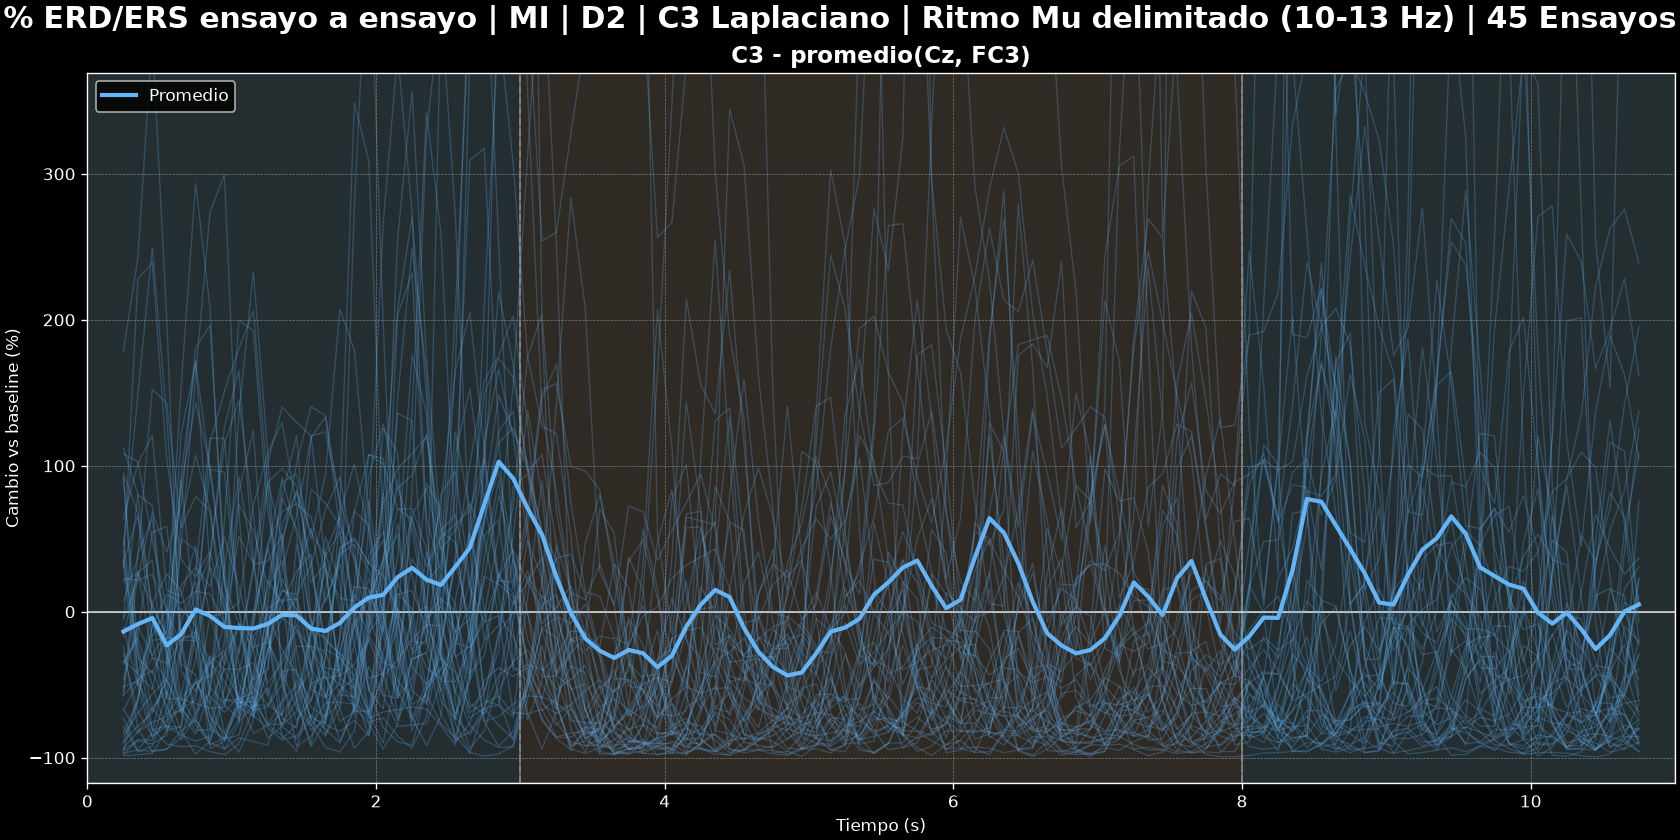 % ERD/ERS ensayo a ensayo | MI | D2 | C3 Laplaciano | Ritmo Mu delimitado (10-13 Hz) | 45 Ensayos
C3 - promedio(Cz, FC3)
Promedio
Cambio vs baseline (%)
300
200
100
0
−100
0 2 4 6 8 10
Tiempo (s)